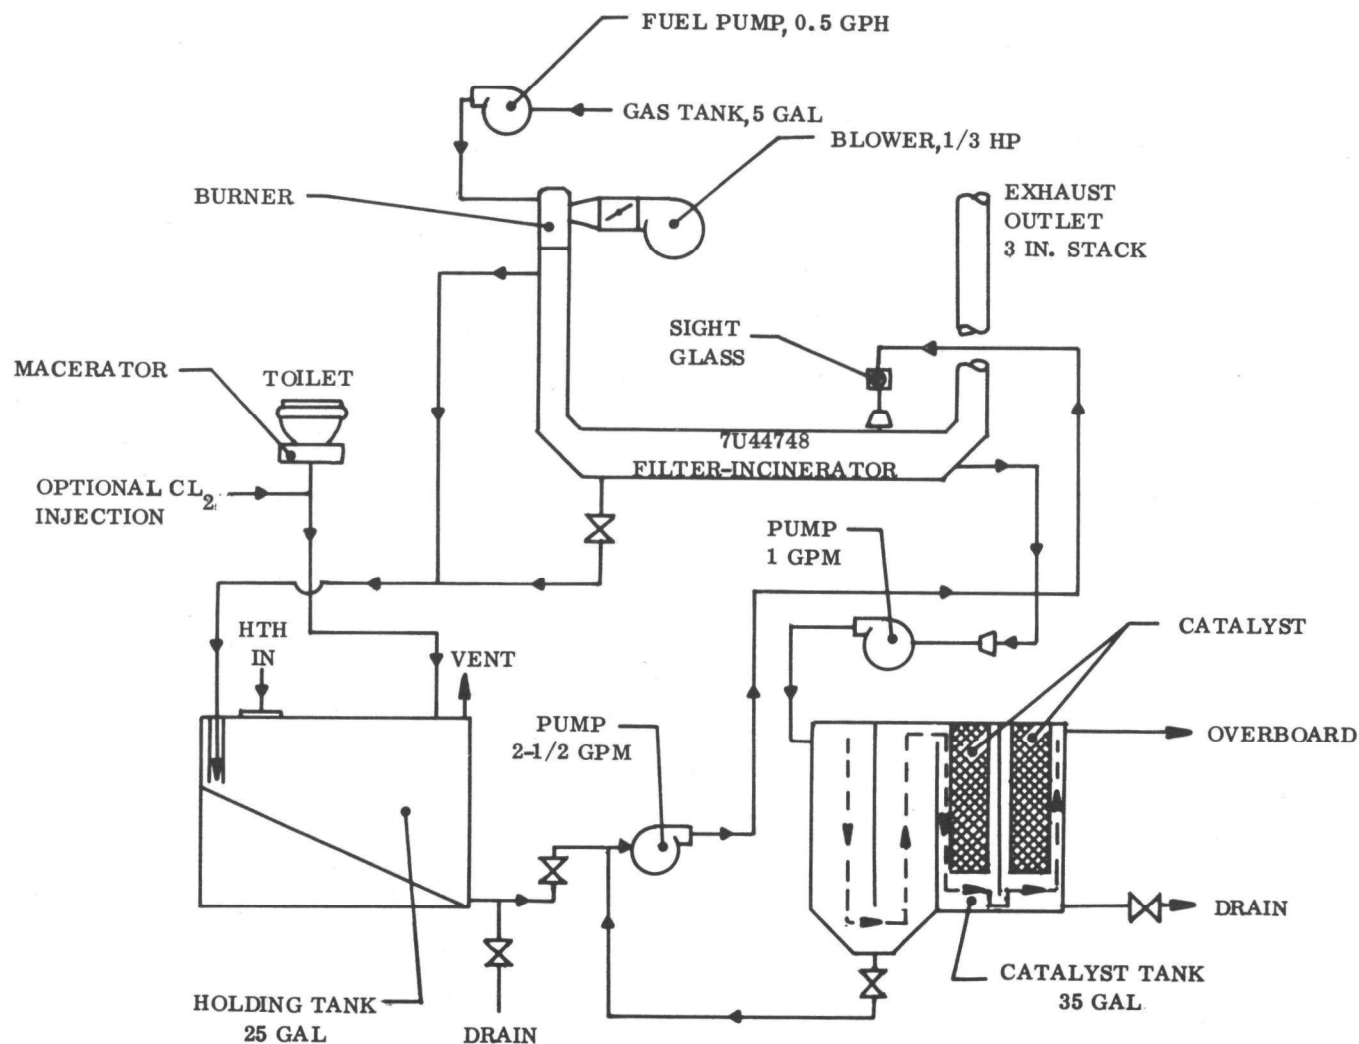 FUEL PUMP, 0.5 GPH
GAS TANK, 5 GAL
BLOWER, 1/3 HP
BURNER
EXHAUST
OUTLET
3 IN. STACK
SIGHT
GLASS
MACERATOR
TOILET
7U44748
FILTER-INCINERATOR
OPTIONAL CL2
INJECTION
PUMP
1 GPM
HTH
IN
VENT
CATALYST
PUMP
2-1/2 GPM
OVERBOARD
DRAIN
HOLDING TANK
25 GAL
DRAIN
CATALYST TANK
35 GAL